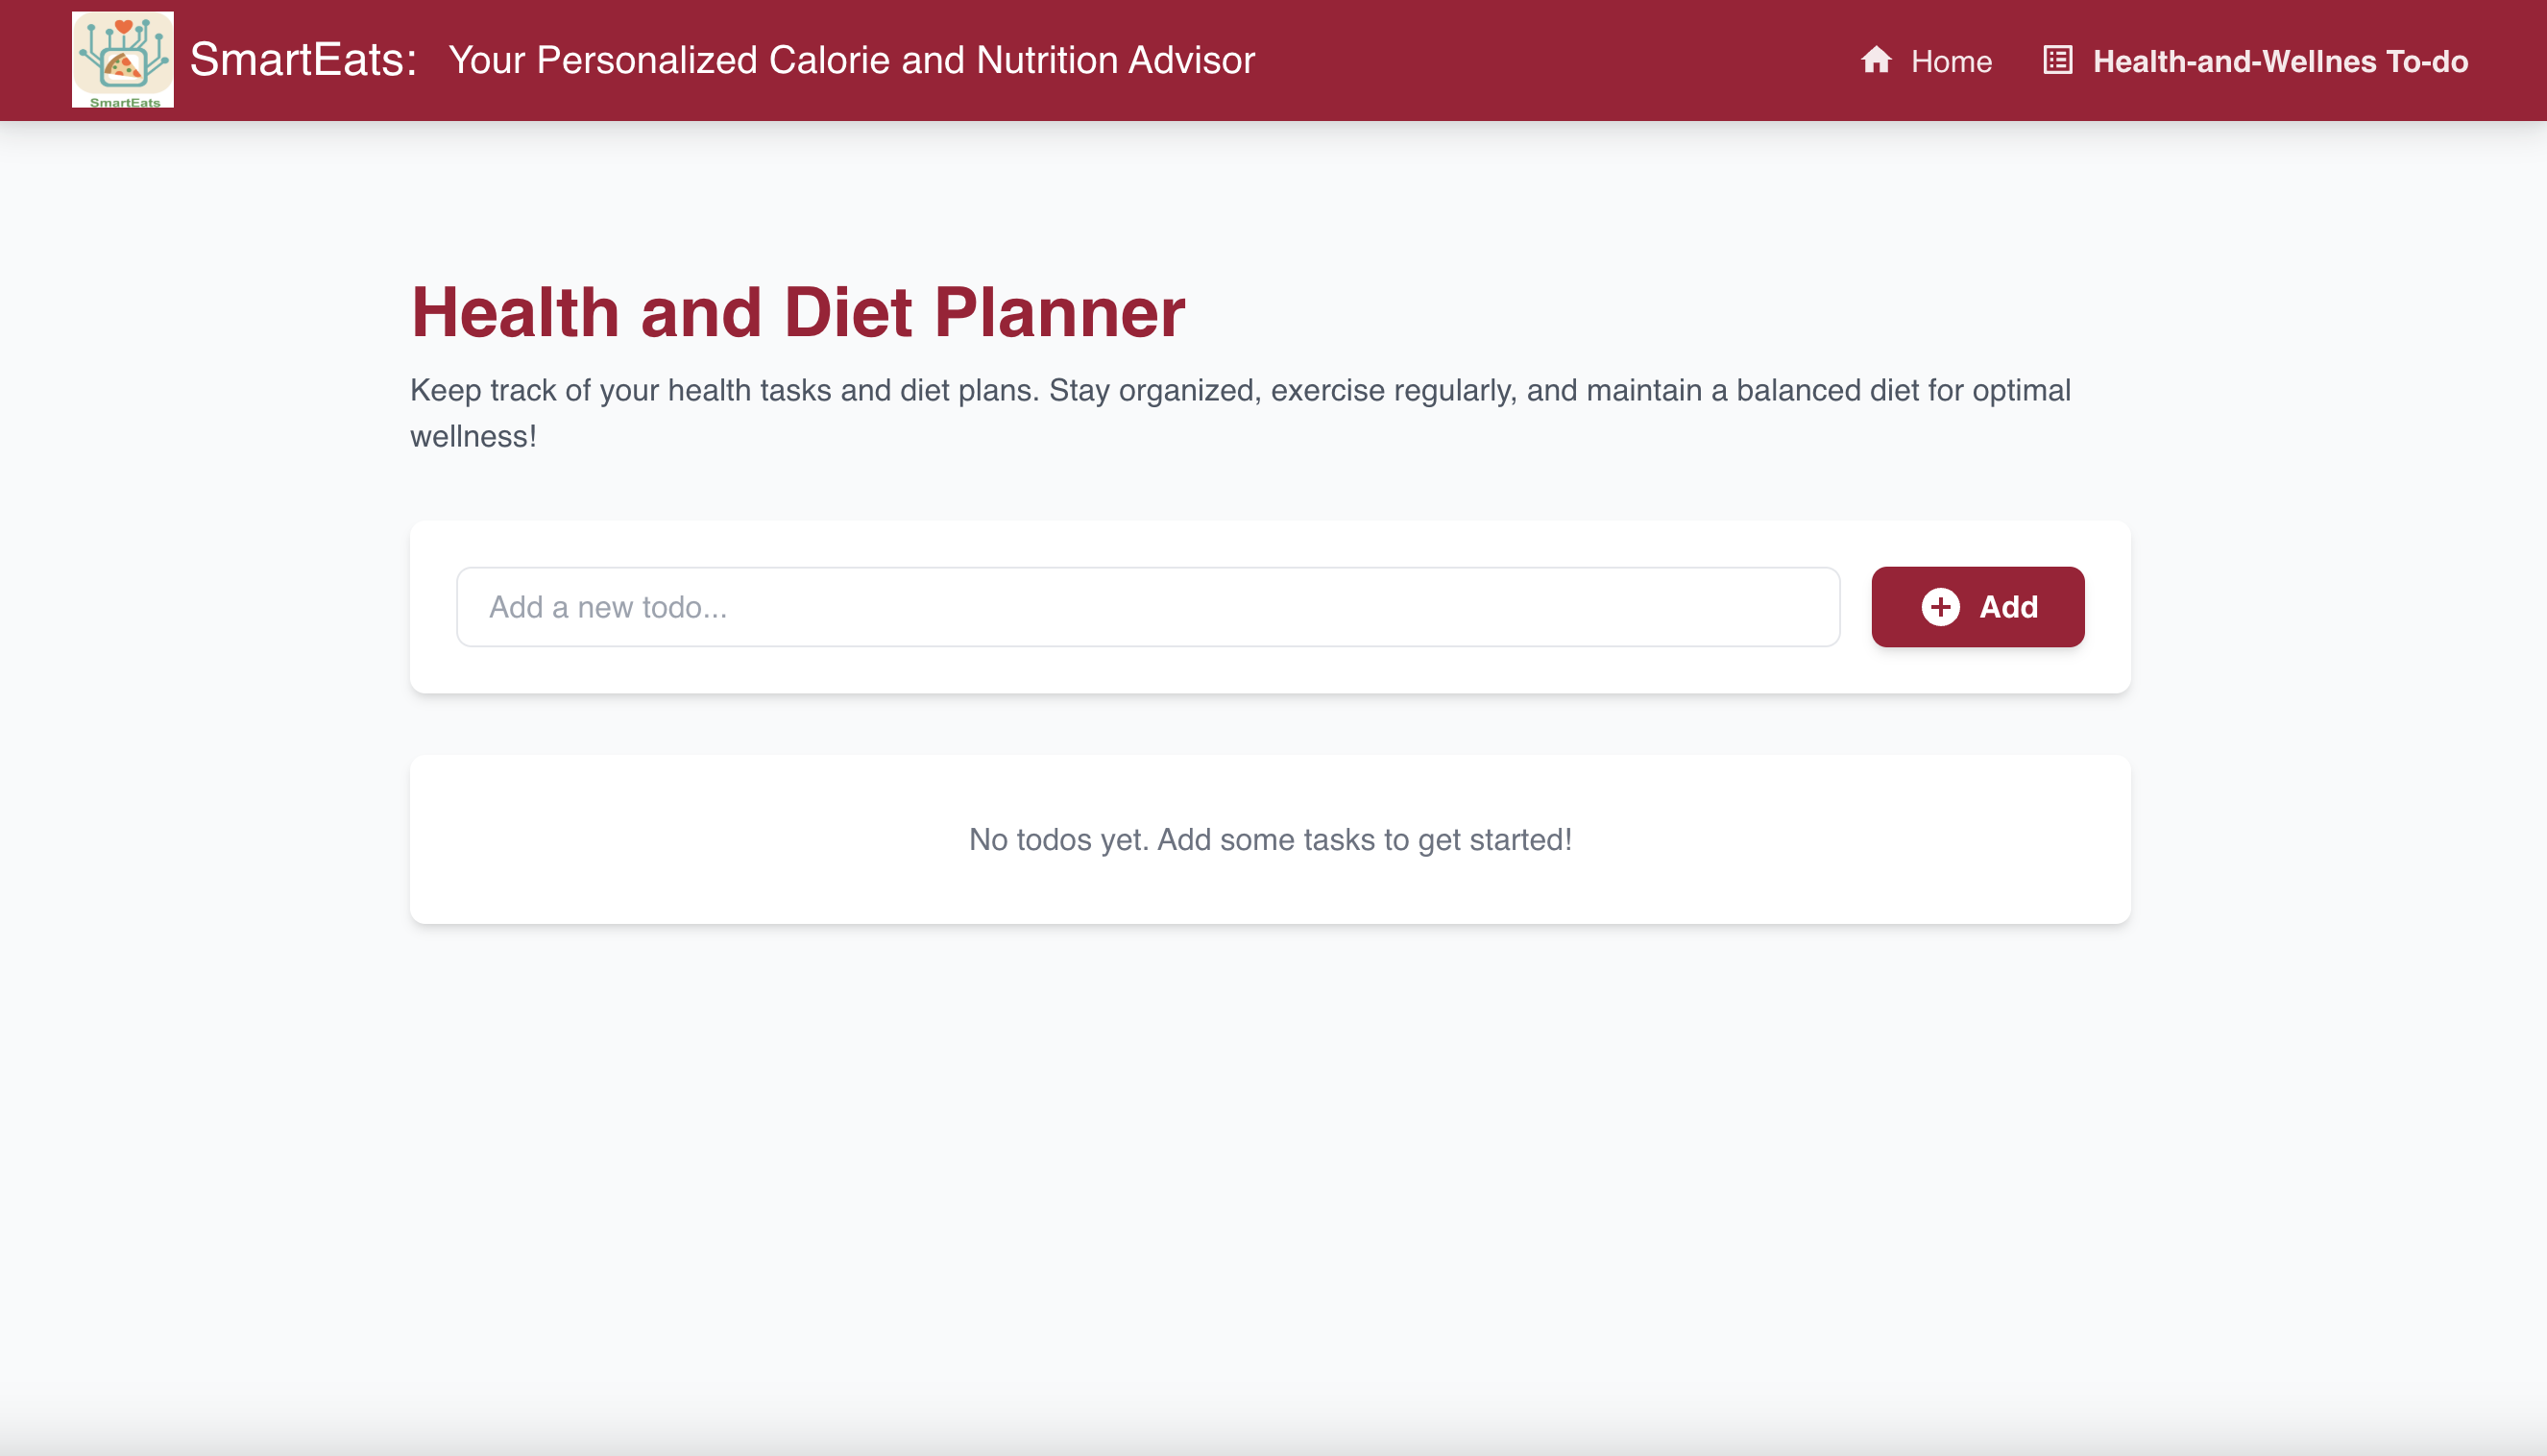 SmartEats
SmartEats: Your Personalized Calorie and Nutrition Advisor
Home
Health-and-Wellnes To-do
Health and Diet Planner
Keep track of your health tasks and diet plans. Stay organized, exercise regularly, and maintain a balanced diet for optimal
wellness!
Add a new todo...
Add
No todos yet. Add some tasks to get started!